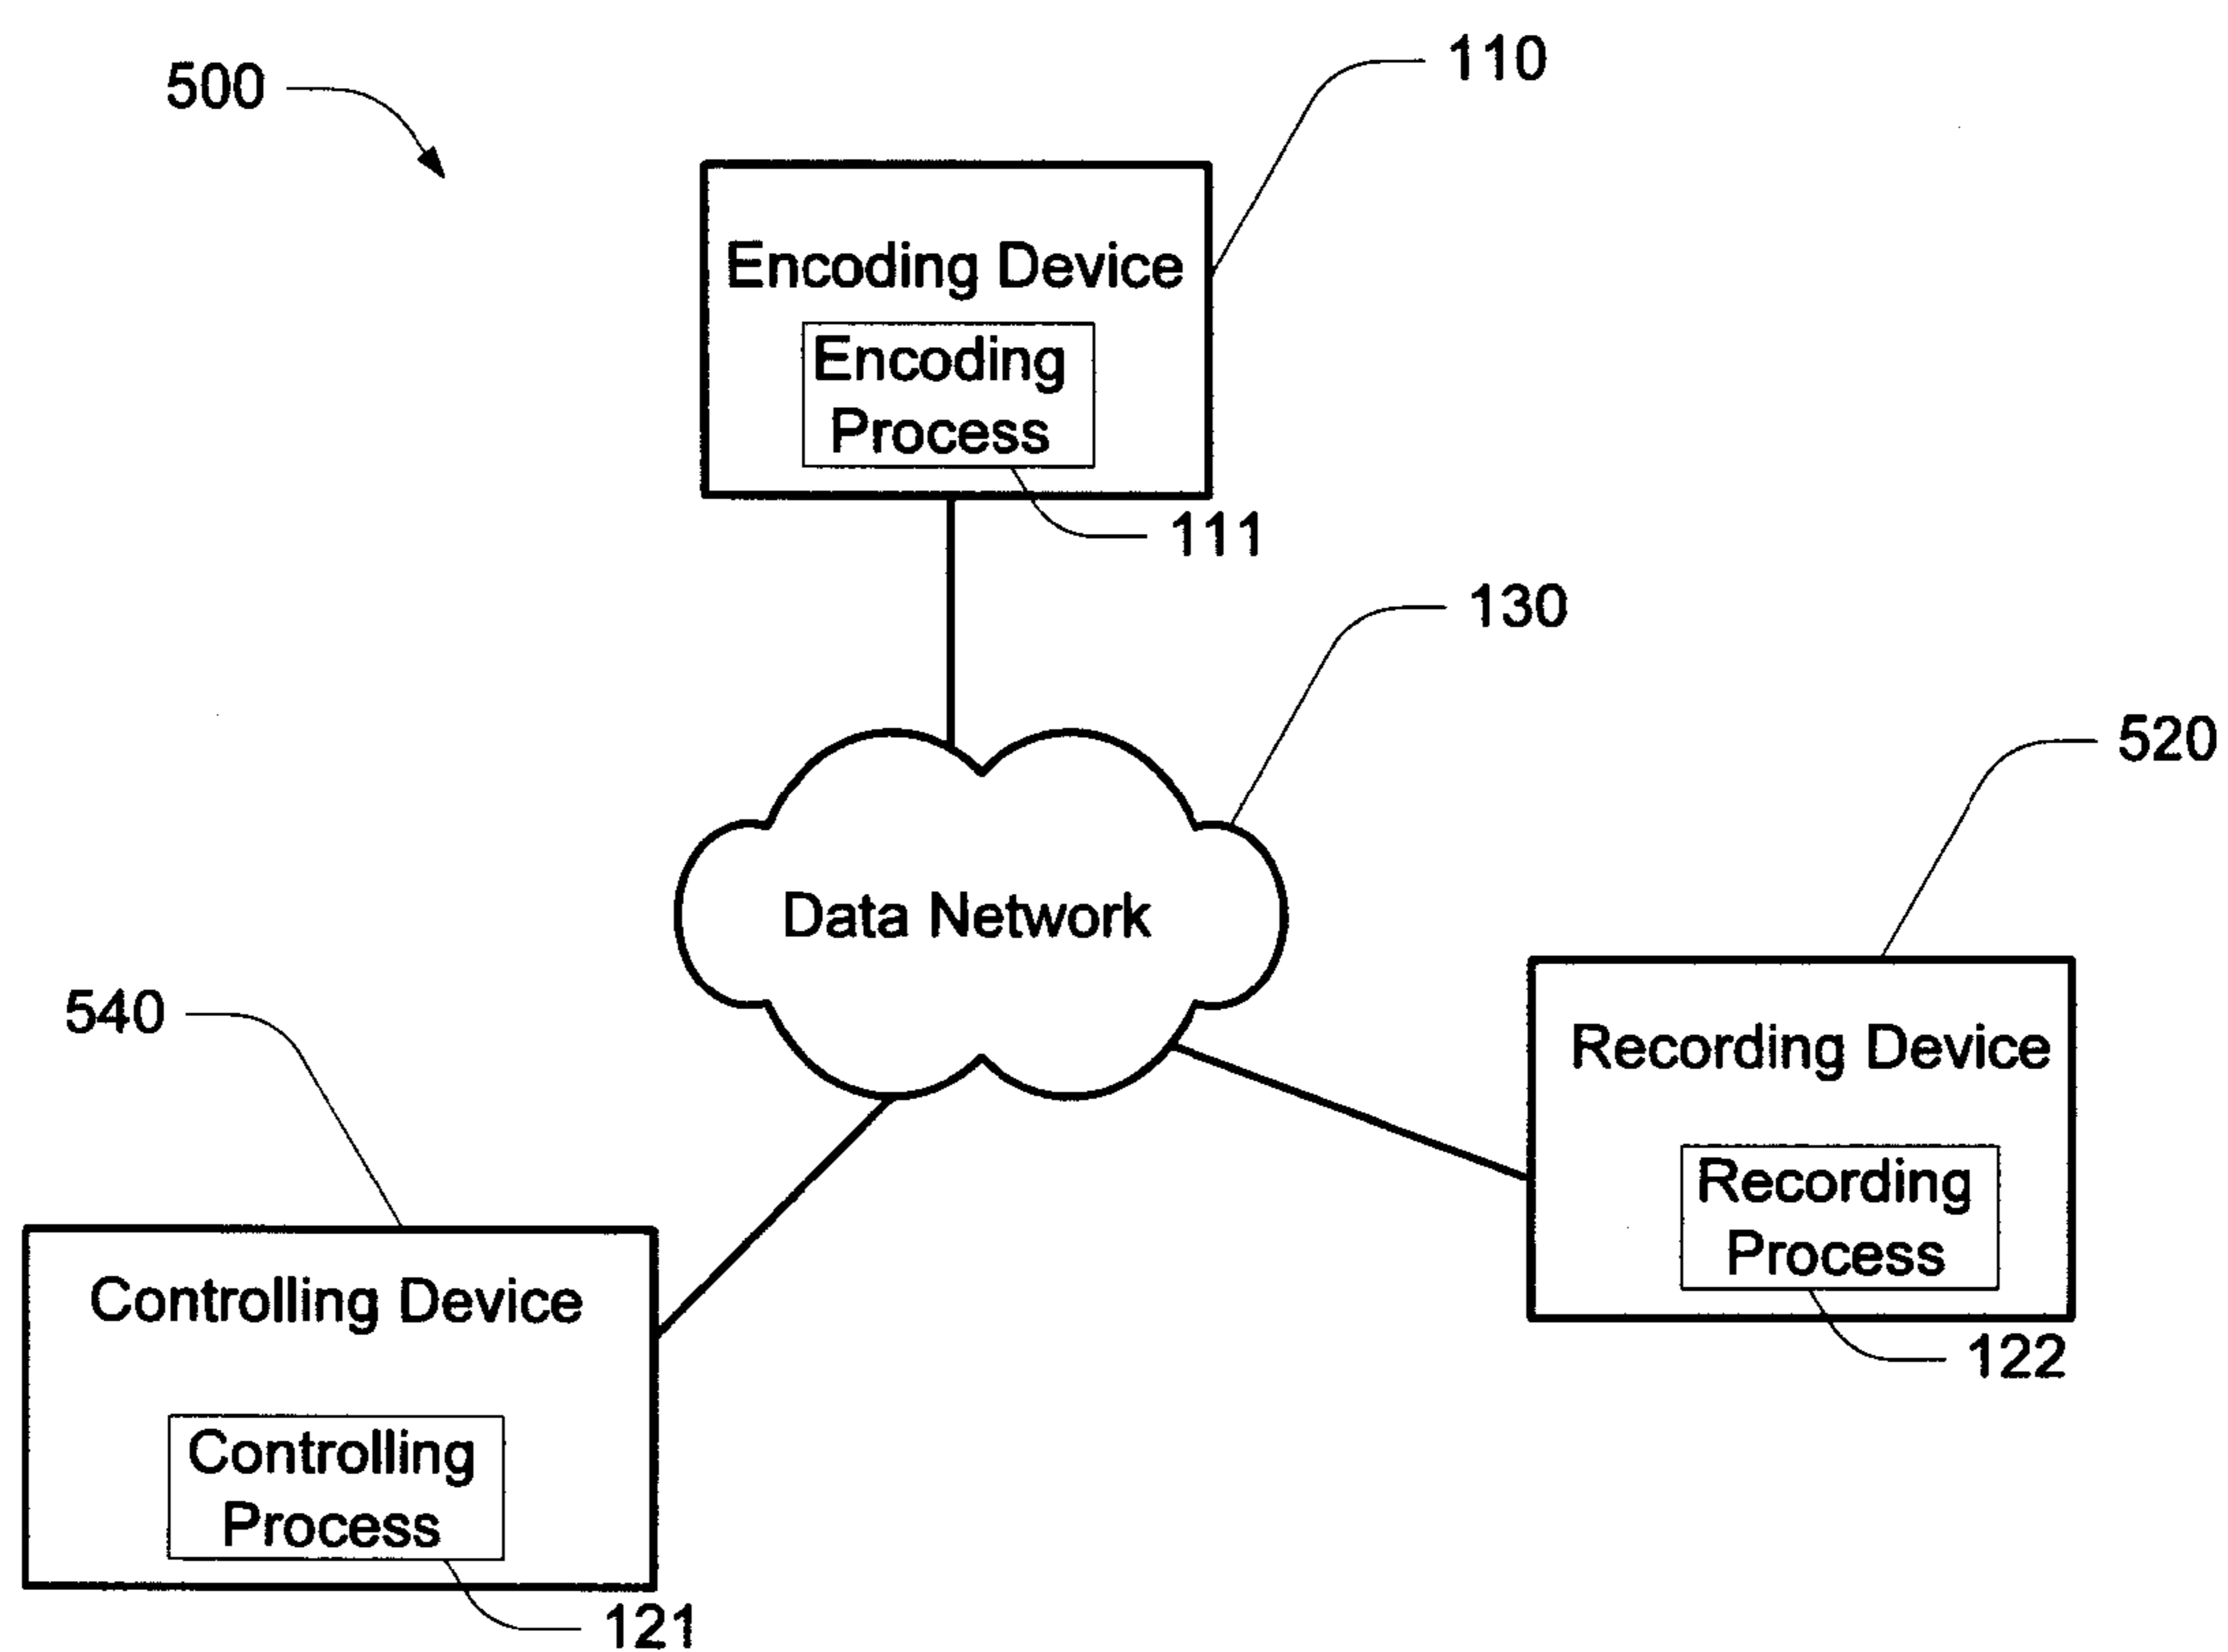 500
110
Encoding Device
Encoding
Process
111
130
520
Data Network
540
Recording Device
Recording
Process
122
Controlling Device
Controlling
Process
121